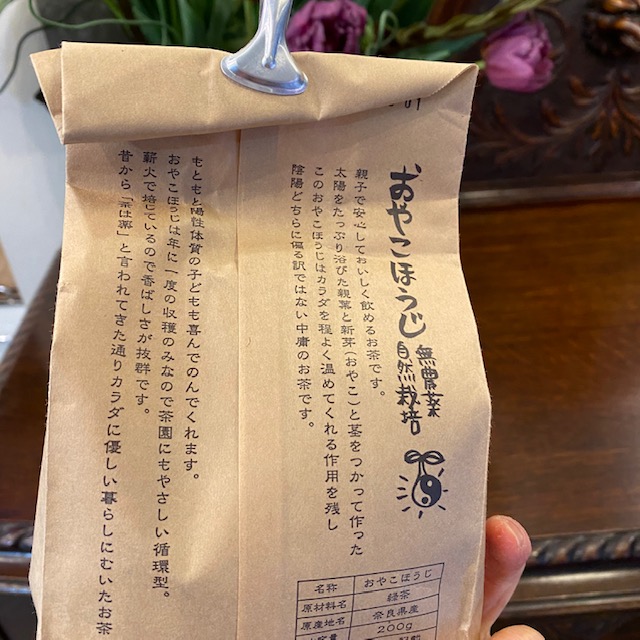 01
おやこほうじ
無農薬
自然栽培
親子で安心しておいしく飲めるお茶です。
太陽をたっぷり浴びた親葉と新芽(おやこ)と茎をつかって作った
このおやこほうじはカラダを程よく温めてくれる作用を残し
陰陽どちらに偏る訳ではない中庸のお茶です。
もともと陽性体質の子どもも喜んでのんでくれます。
おやこほうじは年に一度の収穫のみなので茶園にもやさしい循環型。
薪火で焙じているので香ばしさが抜群です。
昔から「茶は薬」と言われてきた通りカラダに優しい暮らしにむいたお茶
名称 おやこほうじ
原材料名 緑茶
原産地名 奈良県産
200g